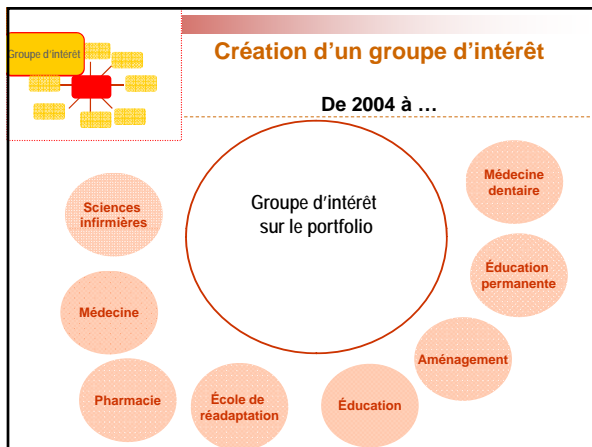 Groupe d'intérêt
Création d'un groupe d'intérêt
De 2004 à …
Groupe d'intérêt
sur le portfolio
Sciences
infirmières
Médecine
Pharmacie
École de
réadaptation
Éducation
Aménagement
Éducation
permanente
Médecine
dentaire